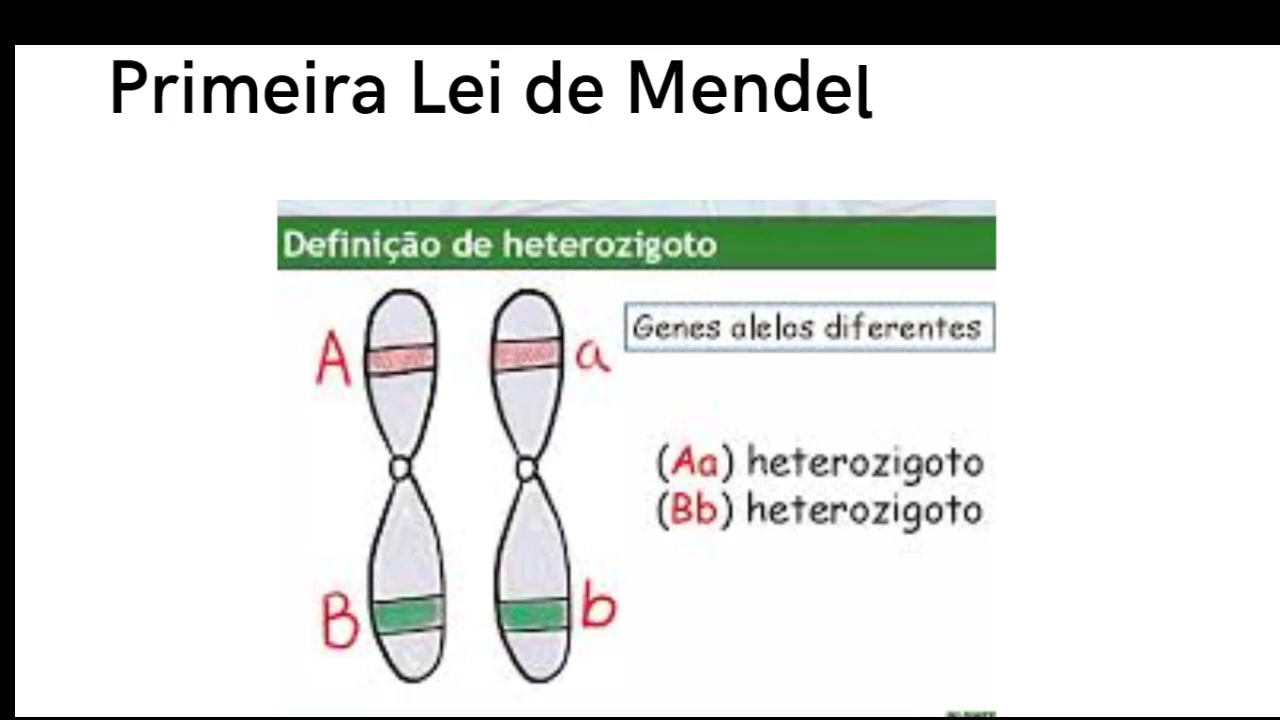 Primeira Lei de Mendel
Definição de heterozigoto
A
a
Genes alelos diferentes
(Aa) heterozigoto
(Bb) heterozigoto
B
b